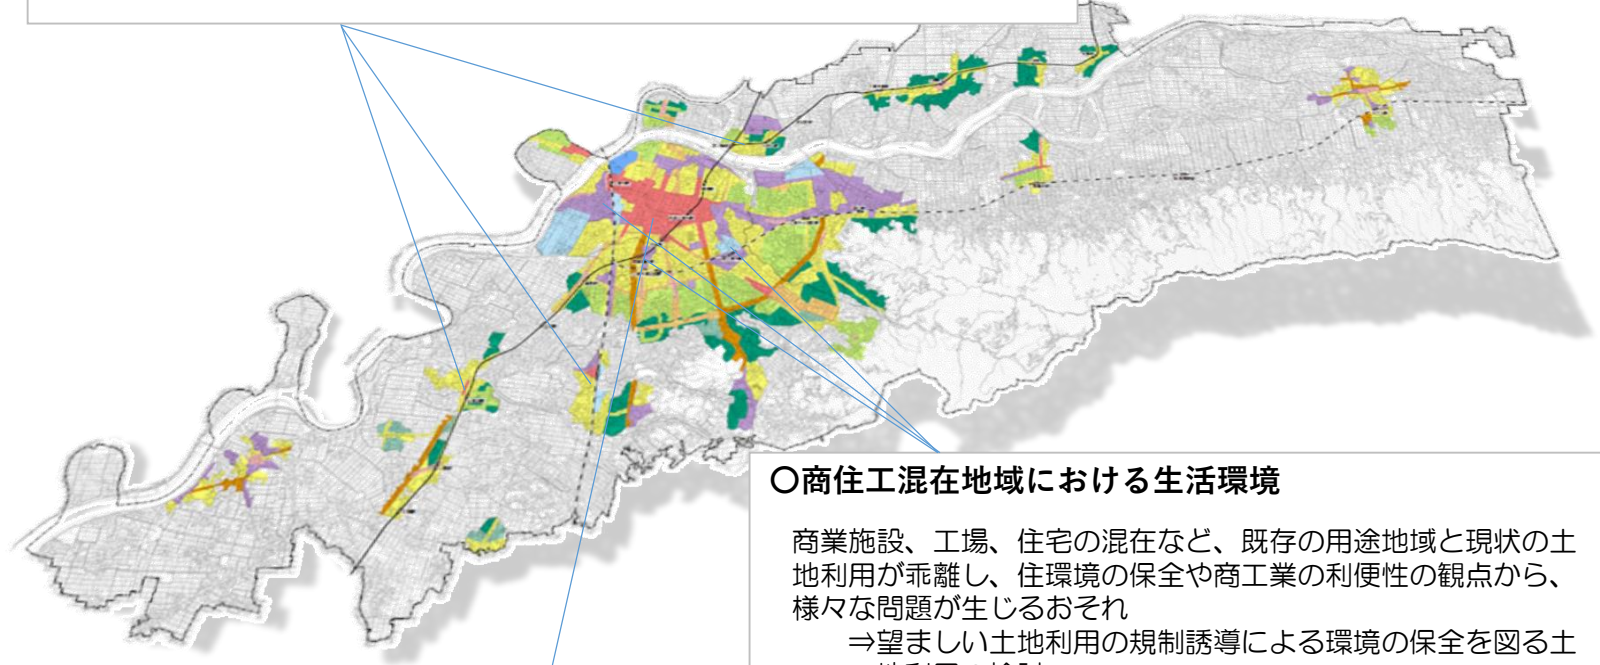 〇商住工混在地域における生活環境
商業施設、工場、住宅の混在など、既存の用途地域と現状の土
地利用が乖離し、住環境の保全や商工業の利便性の観点から、
様々な問題が生じるおそれ
⇒望ましい土地利用の規制誘導による環境の保全を図る土